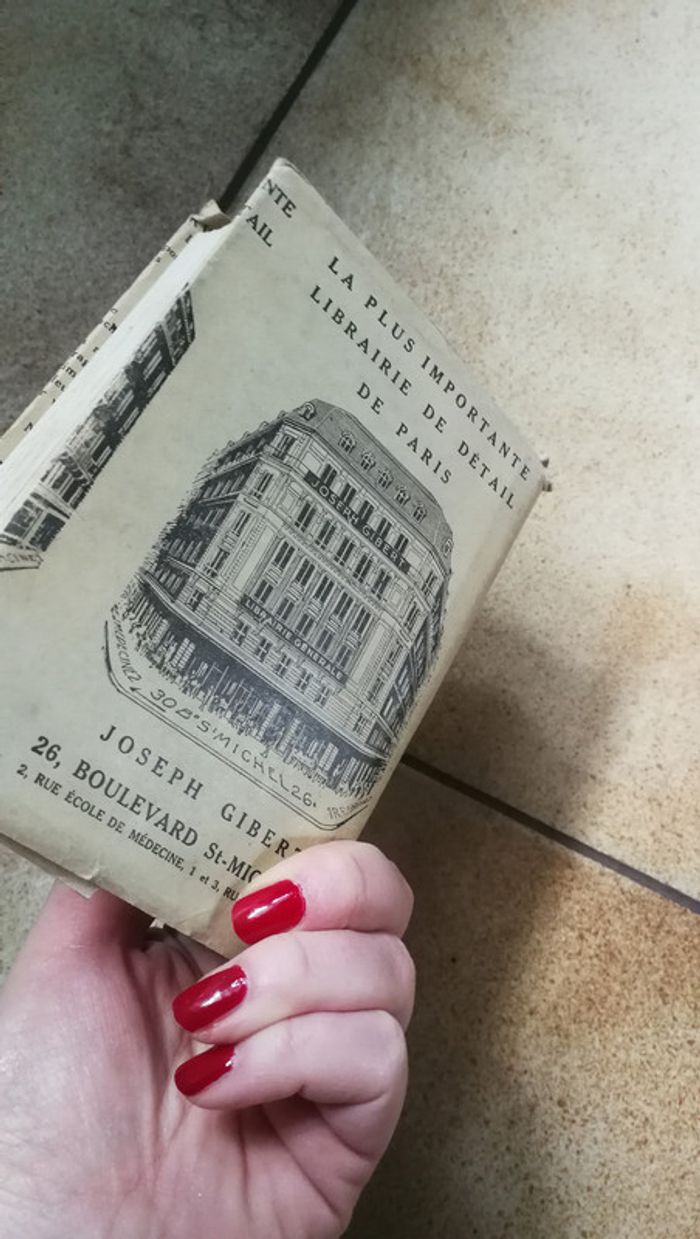 NTE
AIL
LA PLUS IMPORTANTE
LIBRAIRIE DE DÉTAIL
DE PARIS
JOSEPH GIBERT
LIBRAIRIE GÉNÉRALE
30 Bᴰ Sᵗ MICHEL 26.
JOSEPH GIBER
26, BOULEVARD St-MIC
2, RUE ÉCOLE DE MÉDECINE, 1 et 3, RU